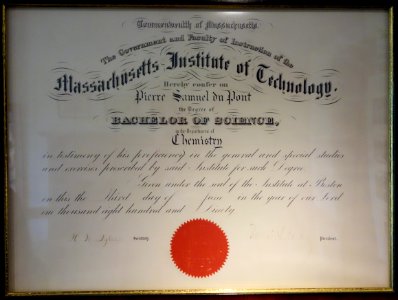 Commonwealth of Massachusetts.
The Government and Faculty of Instruction of the
Massachusetts Institute of Technology.
Hereby confer on
Pierre Samuel du Pont
the Degree of
BACHELOR OF SCIENCE,
in the Department of
Chemistry
in testimony of his proficiency in the general and special studies
and exercises prescribed by said Institute for such Degree.
Given under the seal of the Institute at Boston
on this the third day of June in the year of our Lord
one thousand eight hundred and Ninety
Secretary. President.